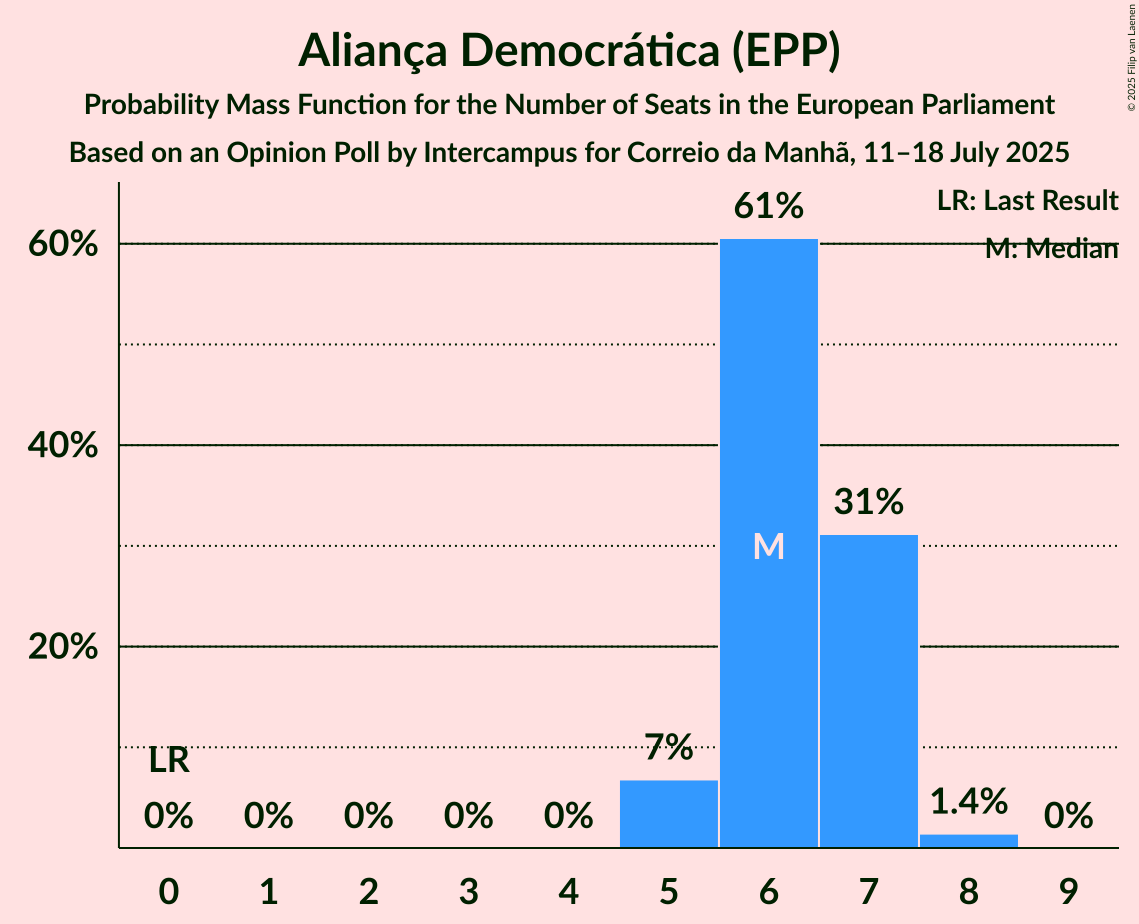 Aliança Democrática (EPP)
Probability Mass Function for the Number of Seats in the European Parliament
Based on an Opinion Poll by Intercampus for Correio da Manhã, 11–18 July 2025
© 2025 Filip van Laenen
LR: Last Result
M: Median
61%
60%
40%
31%
M
20%
LR
7%
0% 0% 0% 0% 0% 1.4% 0%
0 1 2 3 4 5 6 7 8 9